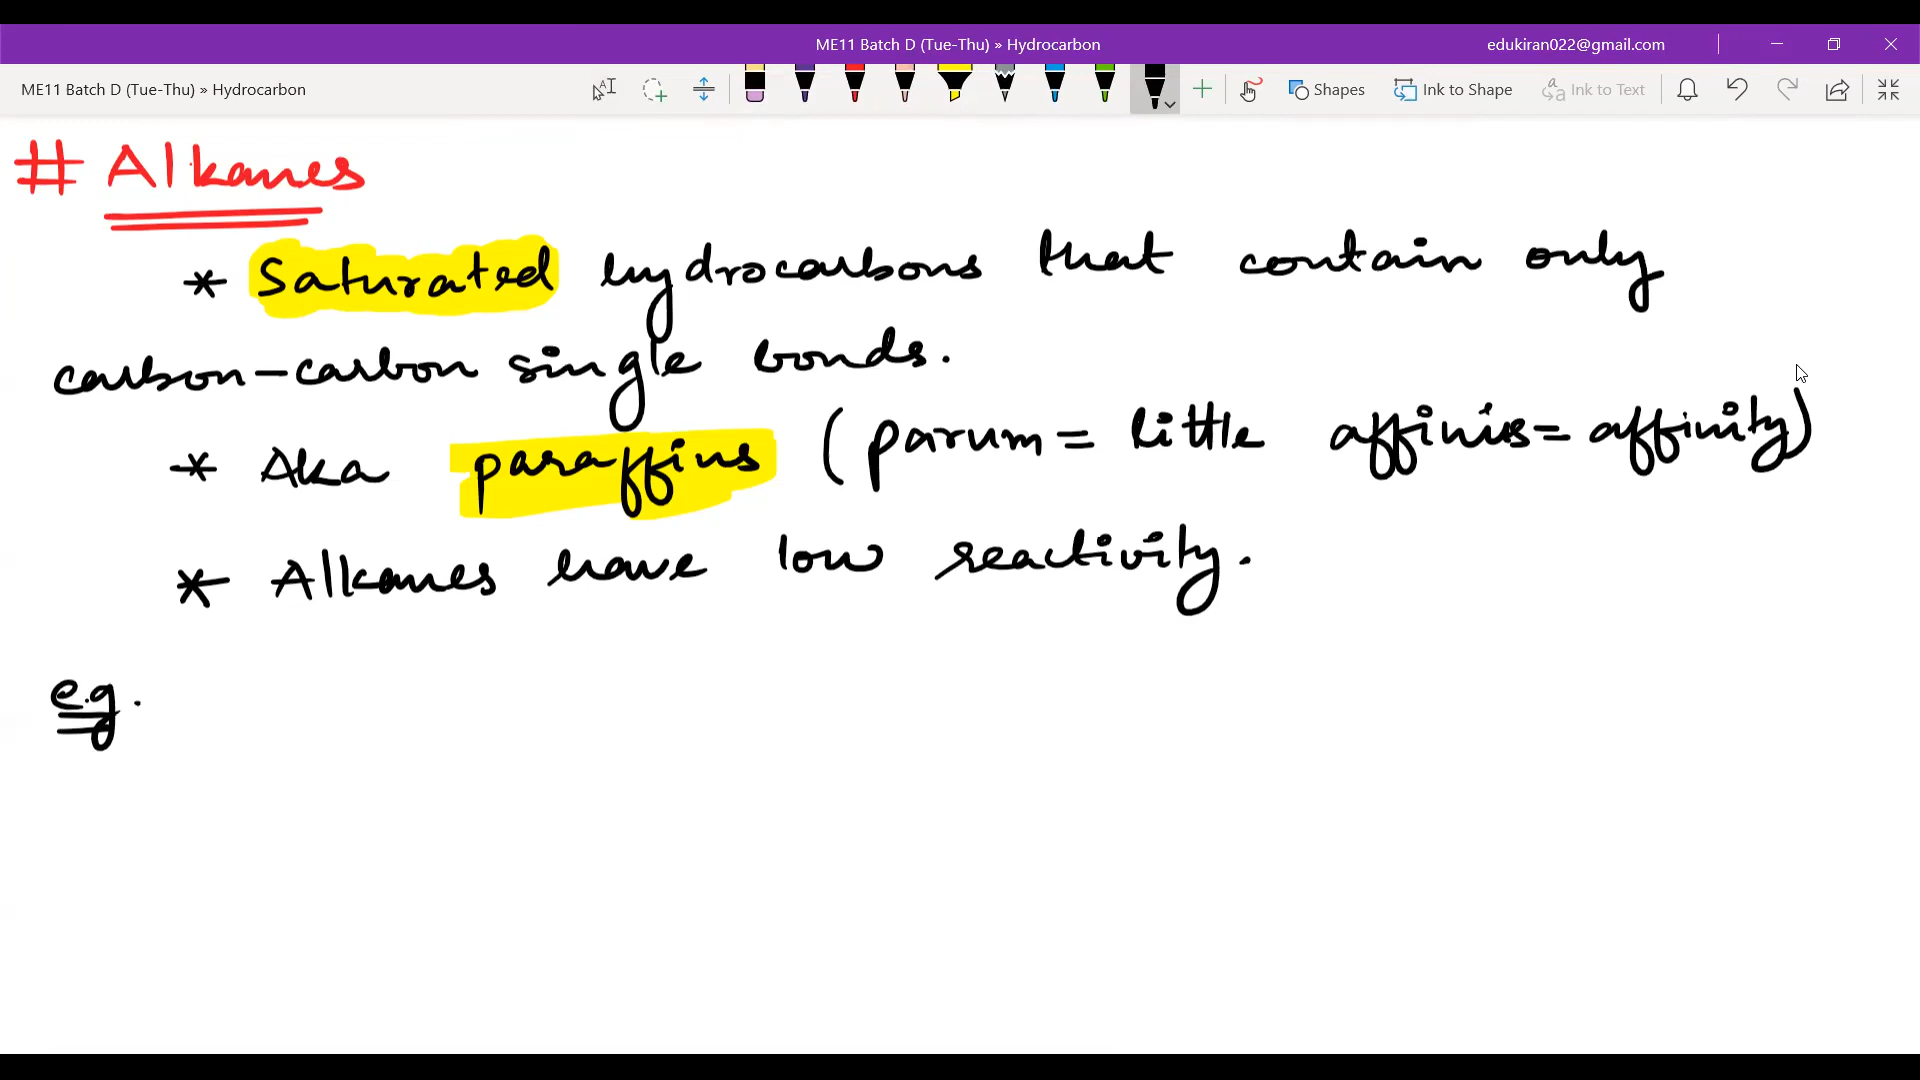 ME11 Batch D (Tue-Thu) » Hydrocarbon
edukiran022@gmail.com
ME11 Batch D (Tue-Thu) » Hydrocarbon
Shapes
Ink to Shape
Ink to Text
# Alkanes
* Saturated hydrocarbons that contain only
carbon-carbon single bonds.
* Aka paraffins (parum = little affinis = affinity)
* Alkanes have low reactivity.
e.g.